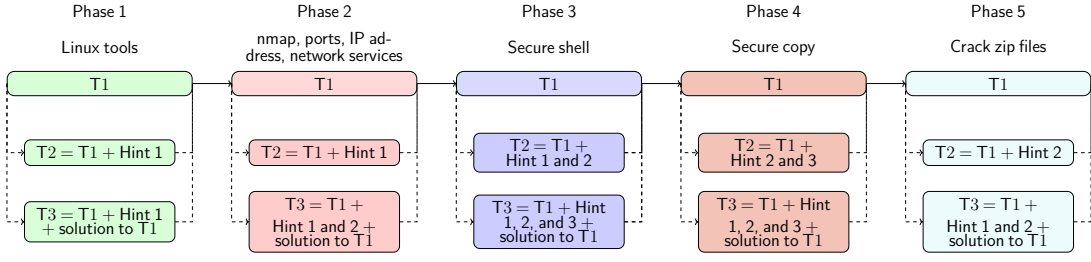 Phase 1
Linux tools
T1
T2 = T1 + Hint 1
T3 = T1 + Hint 1
+ solution to T1
Phase 2
nmap, ports, IP ad-
dress, network services
T1
T2 = T1 + Hint 1
T3 = T1 +
Hint 1 and 2 +
solution to T1
Phase 3
Secure shell
T1
T2 = T1 +
Hint 1 and 2
T3 = T1 + Hint
1, 2, and 3 +
solution to T1
Phase 4
Secure copy
T1
T2 = T1 +
Hint 2 and 3
T3 = T1 + Hint
1, 2, and 3 +
solution to T1
Phase 5
Crack zip files
T1
T2 = T1 + Hint 2
T3 = T1 +
Hint 1 and 2 +
solution to T1